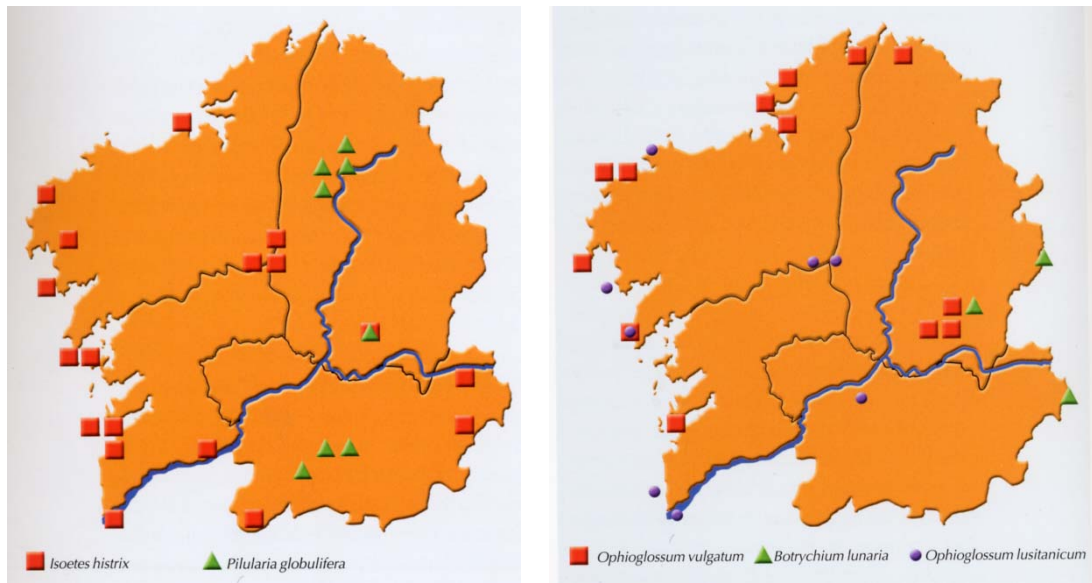 Isoetes histrix
Pilularia globulifera
Ophioglossum vulgatum
Botrychium lunaria
Ophioglossum lusitanicum